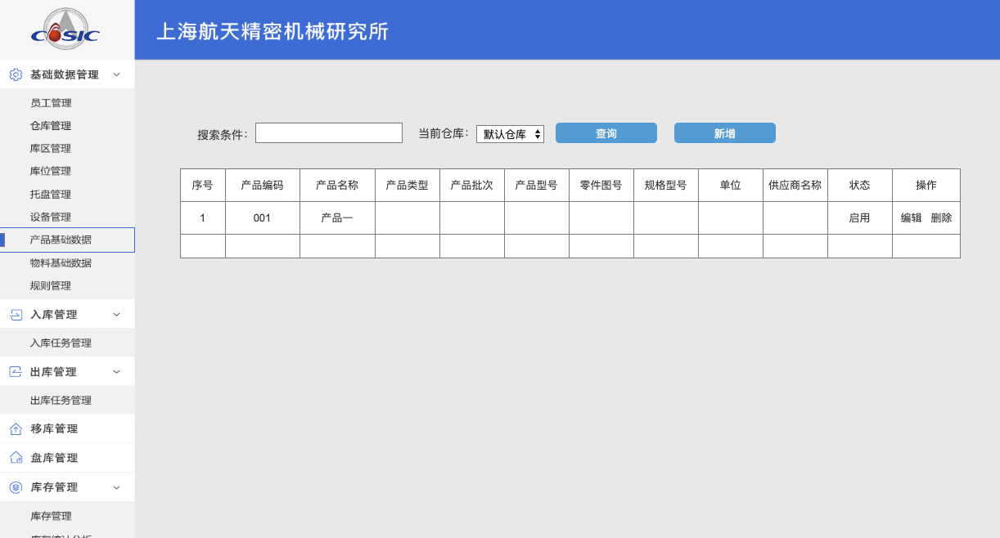 COSIC
上海航天精密机械研究所
基础数据管理
员工管理
仓库管理
库区管理
库位管理
托盘管理
设备管理
产品基础数据
物料基础数据
规则管理
入库管理
入库任务管理
出库管理
出库任务管理
移库管理
盘库管理
库存管理
库存管理
库存统计分析
搜索条件: 当前仓库: 默认仓库 查询 新增
序号 产品编码 产品名称 产品类型 产品批次 产品型号 零件图号 规格型号 单位 供应商名称 状态 操作
1 001 产品一 启用 编辑 删除